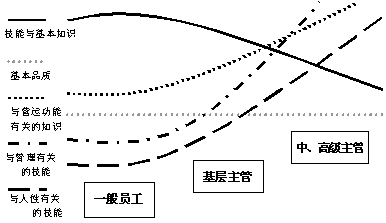 技能与基本知识
基本品质
与营运功能
有关的知识
与管理有关
的技能
与人性有关
的技能
一般员工
基层主管
中、高级主管